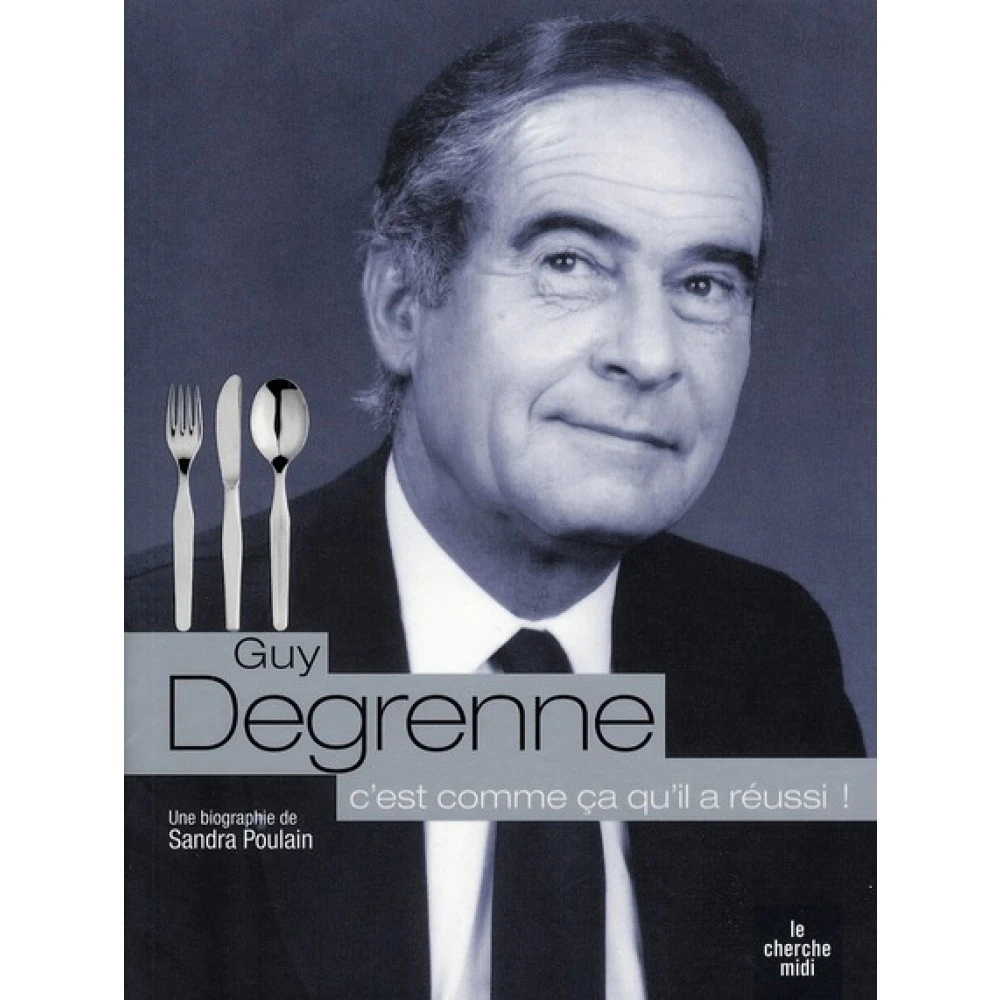 Guy
Degrenne
c'est comme ça qu'il a réussi !
Une biographie de
Sandra Poulain
le
cherche
midi